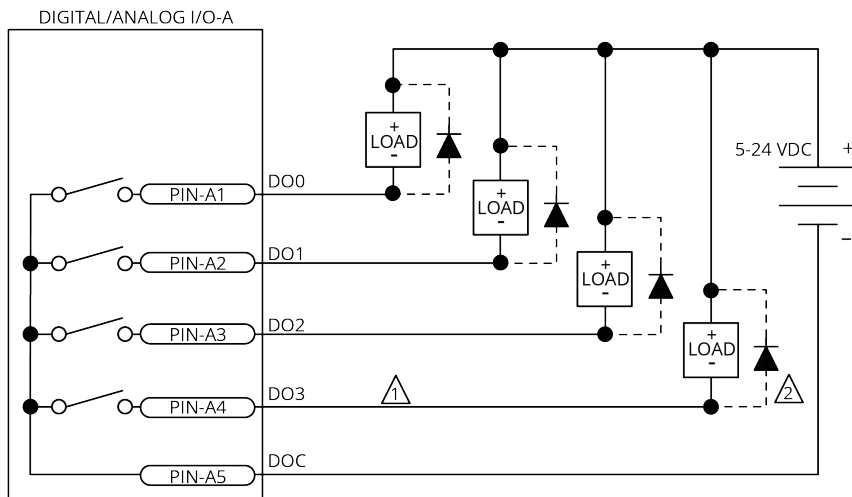 DIGITAL/ANALOG I/O-A
+
LOAD
-
5-24 VDC
+
-
PIN-A1
DO0
+
LOAD
-
PIN-A2
DO1
+
LOAD
-
PIN-A3
DO2
+
LOAD
-
PIN-A4
DO3
1
2
PIN-A5
DOC